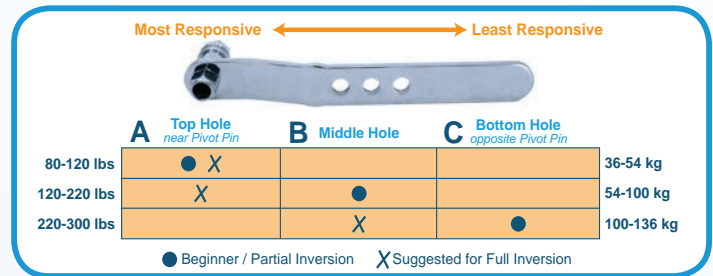 Most Responsive Least Responsive
A Top Hole near Pivot Pin B Middle Hole C Bottom Hole opposite Pivot Pin
80-120 lbs X 36-54 kg
120-220 lbs X 54-100 kg
220-300 lbs X 100-136 kg
Beginner / Partial Inversion X Suggested for Full Inversion